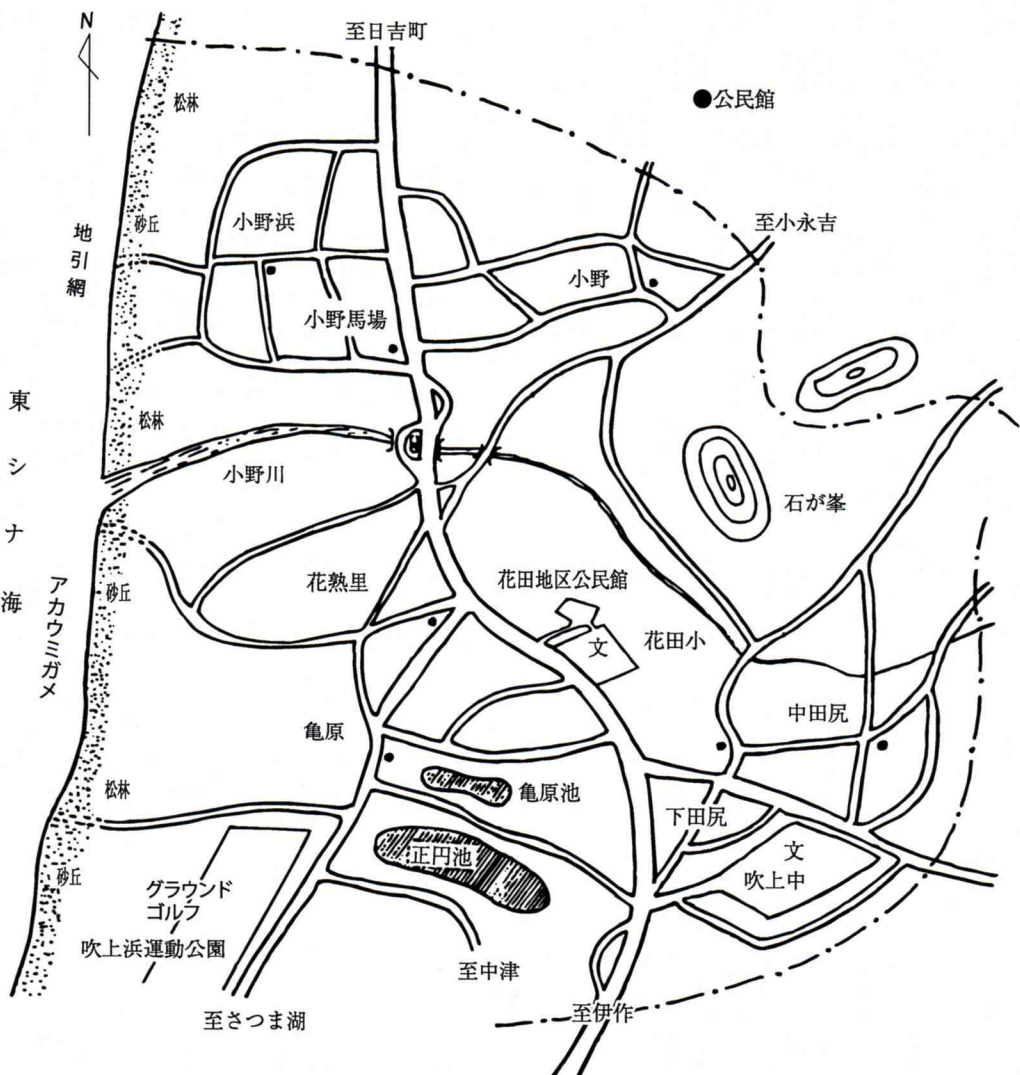 N
至日吉町
●公民館
松林
砂丘
小野浜
至小永吉
地引網
小野
小野馬場
東シナ海
松林
小野川
石が峯
アカウミガメ
砂丘
花熟里
花田地区公民館
文
花田小
中田尻
亀原
松林
亀原池
下田尻
正円池
文
吹上中
砂丘
グラウンド
ゴルフ
吹上浜運動公園
至中津
至さつま湖
至伊作